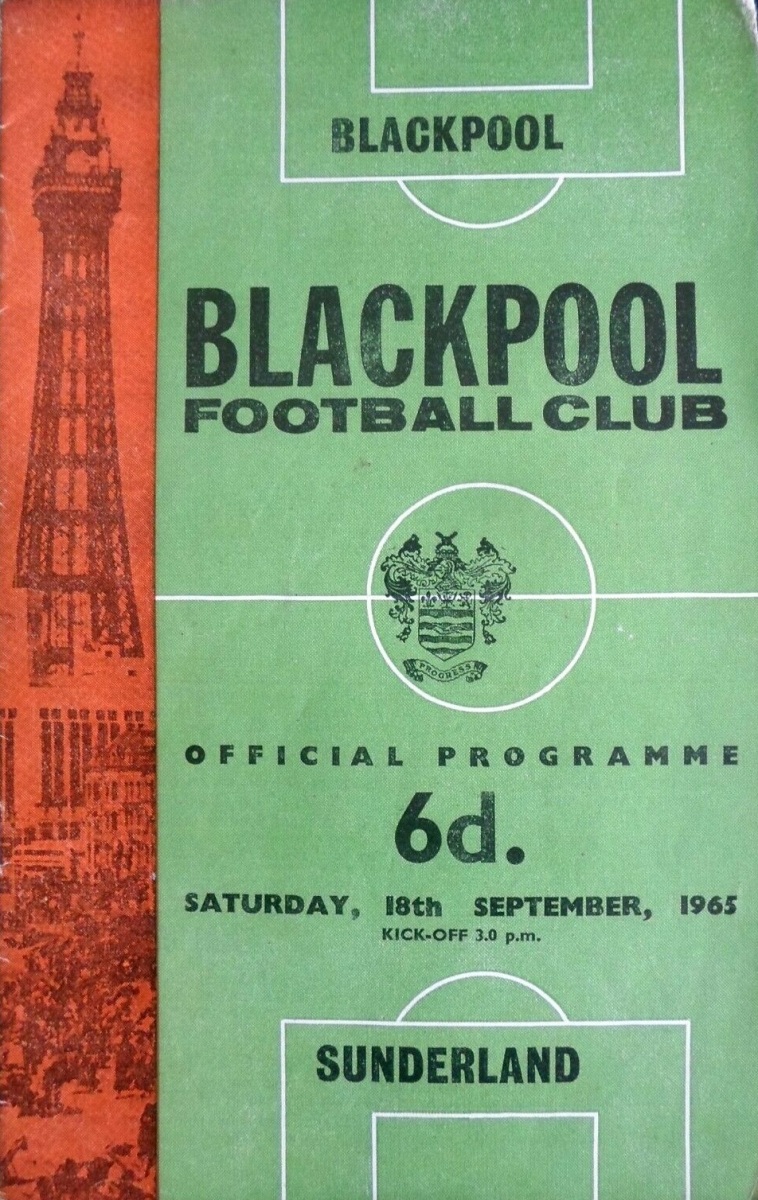 BLACKPOOL
BLACKPOOL
FOOTBALL CLUB
PROGRESS
OFFICIAL PROGRAMME
6d.
SATURDAY, 18th SEPTEMBER, 1965
KICK-OFF 3.0 p.m.
SUNDERLAND